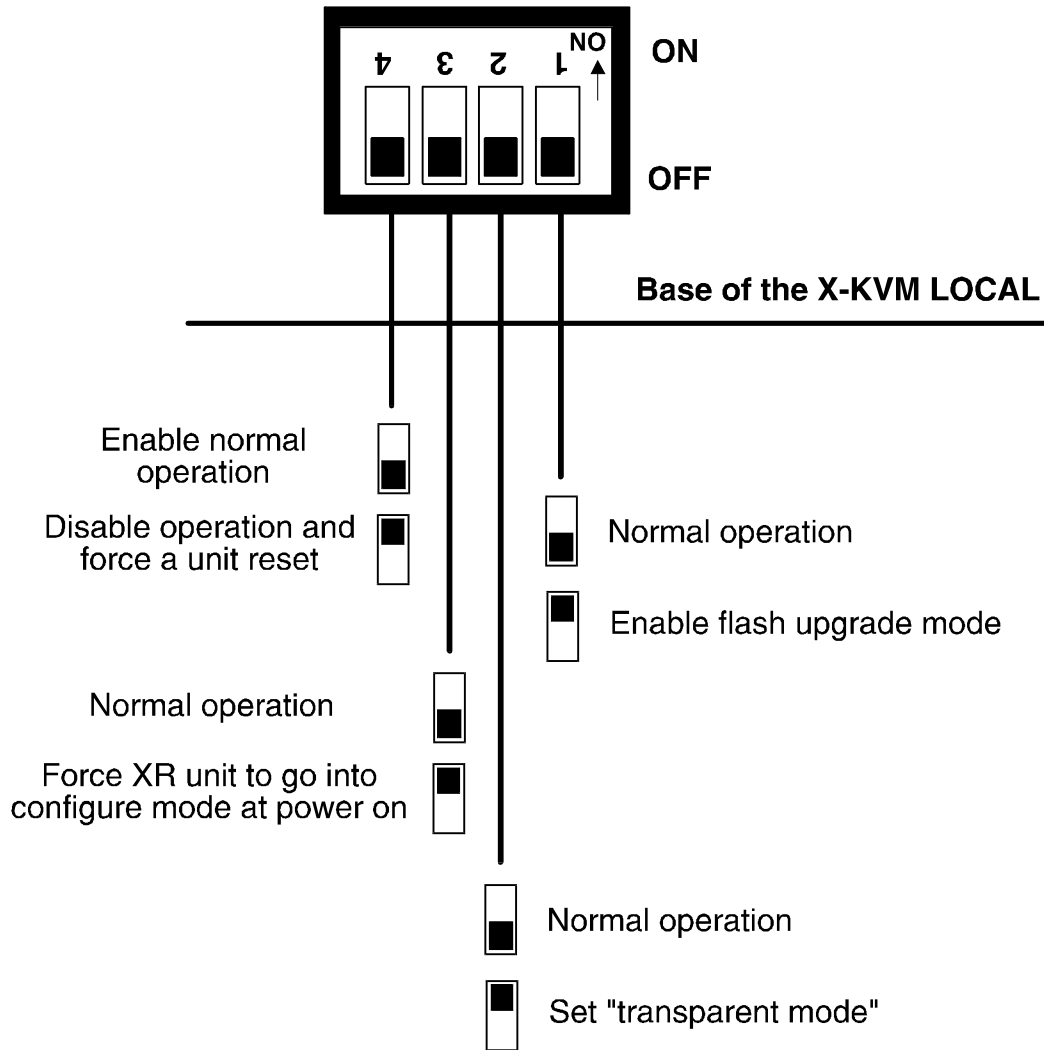 4 3 2 1 ON
ON
OFF
Base of the X-KVM LOCAL
Enable normal
operation
Disable operation and
force a unit reset
Normal operation
Enable flash upgrade mode
Normal operation
Force XR unit to go into
configure mode at power on
Normal operation
Set "transparent mode"